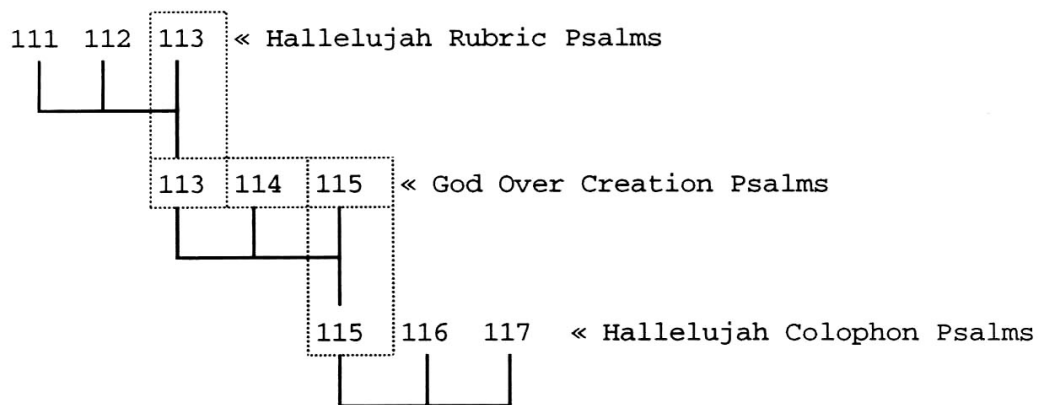 111 112 113 « Hallelujah Rubric Psalms
113 114 115 « God Over Creation Psalms
115 116 117 « Hallelujah Colophon Psalms